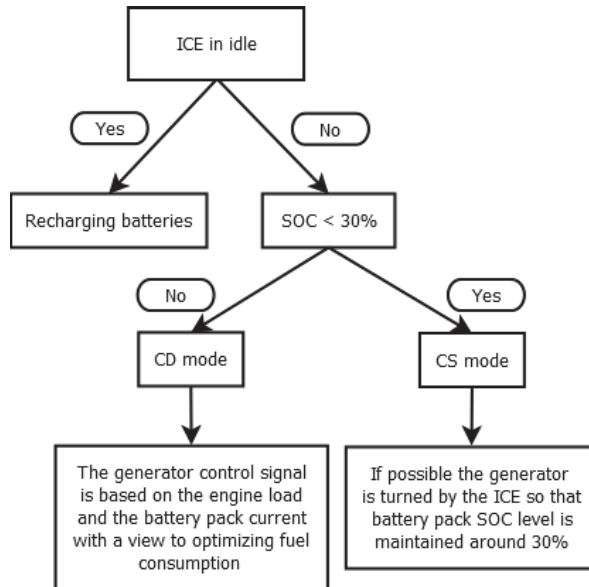 ICE in idle
Yes
No
Recharging batteries
SOC < 30%
No
Yes
CD mode
CS mode
The generator control signal
is based on the engine load
and the battery pack current
with a view to optimizing fuel
consumption
If possible the generator
is turned by the ICE so that
battery pack SOC level is
maintained around 30%